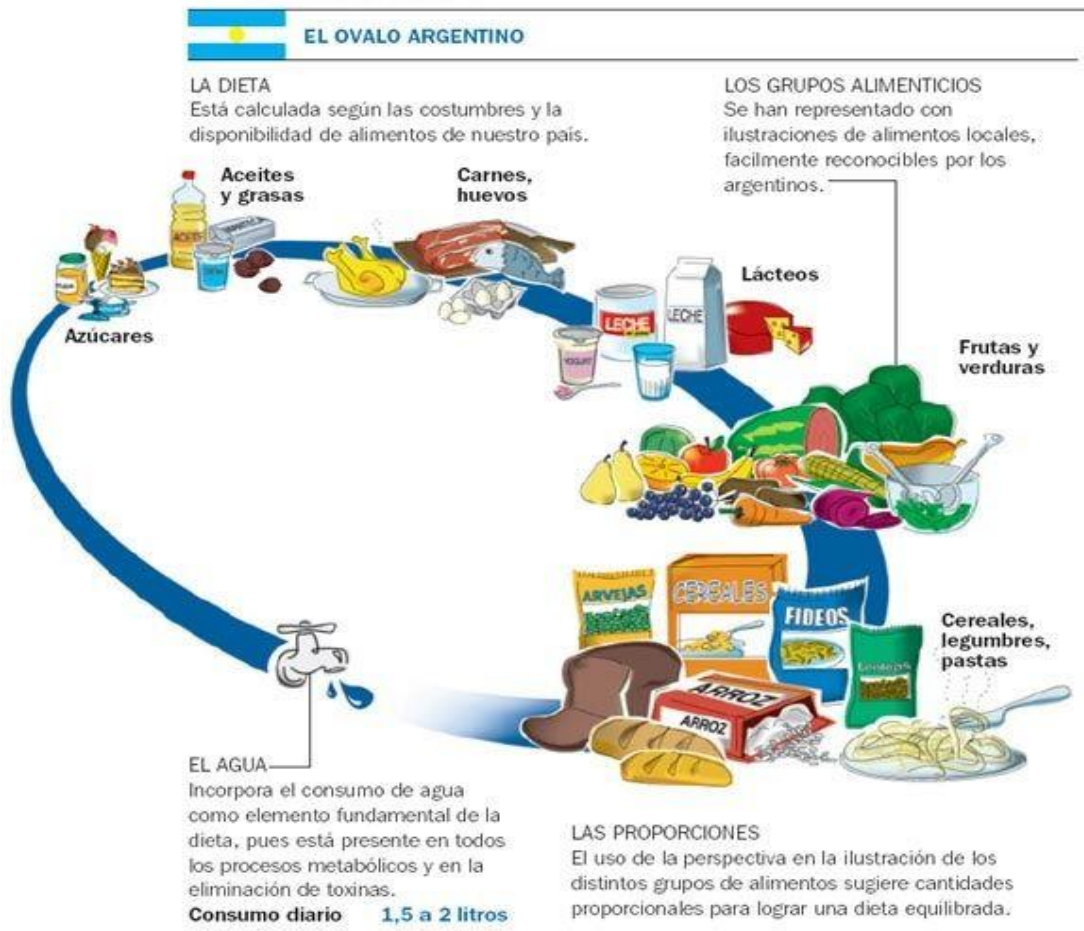 EL OVALO ARGENTINO
LA DIETA
Está calculada según las costumbres y la
disponibilidad de alimentos de nuestro país.
LOS GRUPOS ALIMENTICIOS
Se han representado con
ilustraciones de alimentos locales,
facilmente reconocibles por los
argentinos.
Aceites
y grasas
Carnes,
huevos
Lácteos
Azúcares
Frutas y
verduras
LECHE
LECHE
YOGURT
ARVEJAS
CEREALES
FIDEOS
Lentejas
Cereales,
legumbres,
pastas
ARROZ
ARROZ
EL AGUA
Incorpora el consumo de agua
como elemento fundamental de la
dieta, pues está presente en todos
los procesos metabólicos y en la
eliminación de toxinas.
Consumo diario 1,5 a 2 litros
LAS PROPORCIONES
El uso de la perspectiva en la ilustración de los
distintos grupos de alimentos sugiere cantidades
proporcionales para lograr una dieta equilibrada.